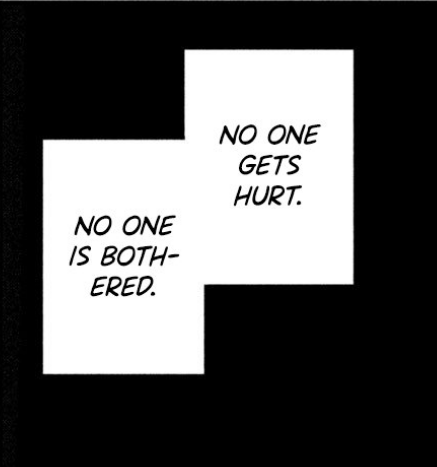 NO ONE
GETS
HURT.
NO ONE
IS BOTH-
ERED.